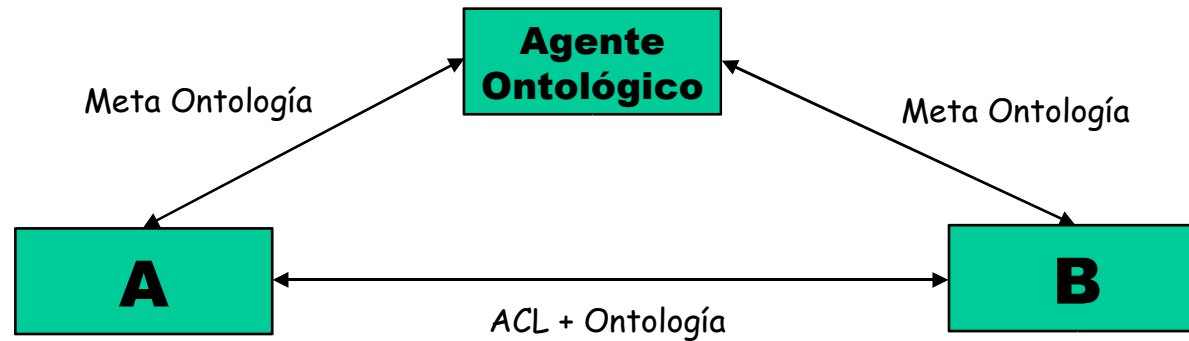 Agente
Ontológico
Meta Ontología
Meta Ontología
A
B
ACL + Ontología